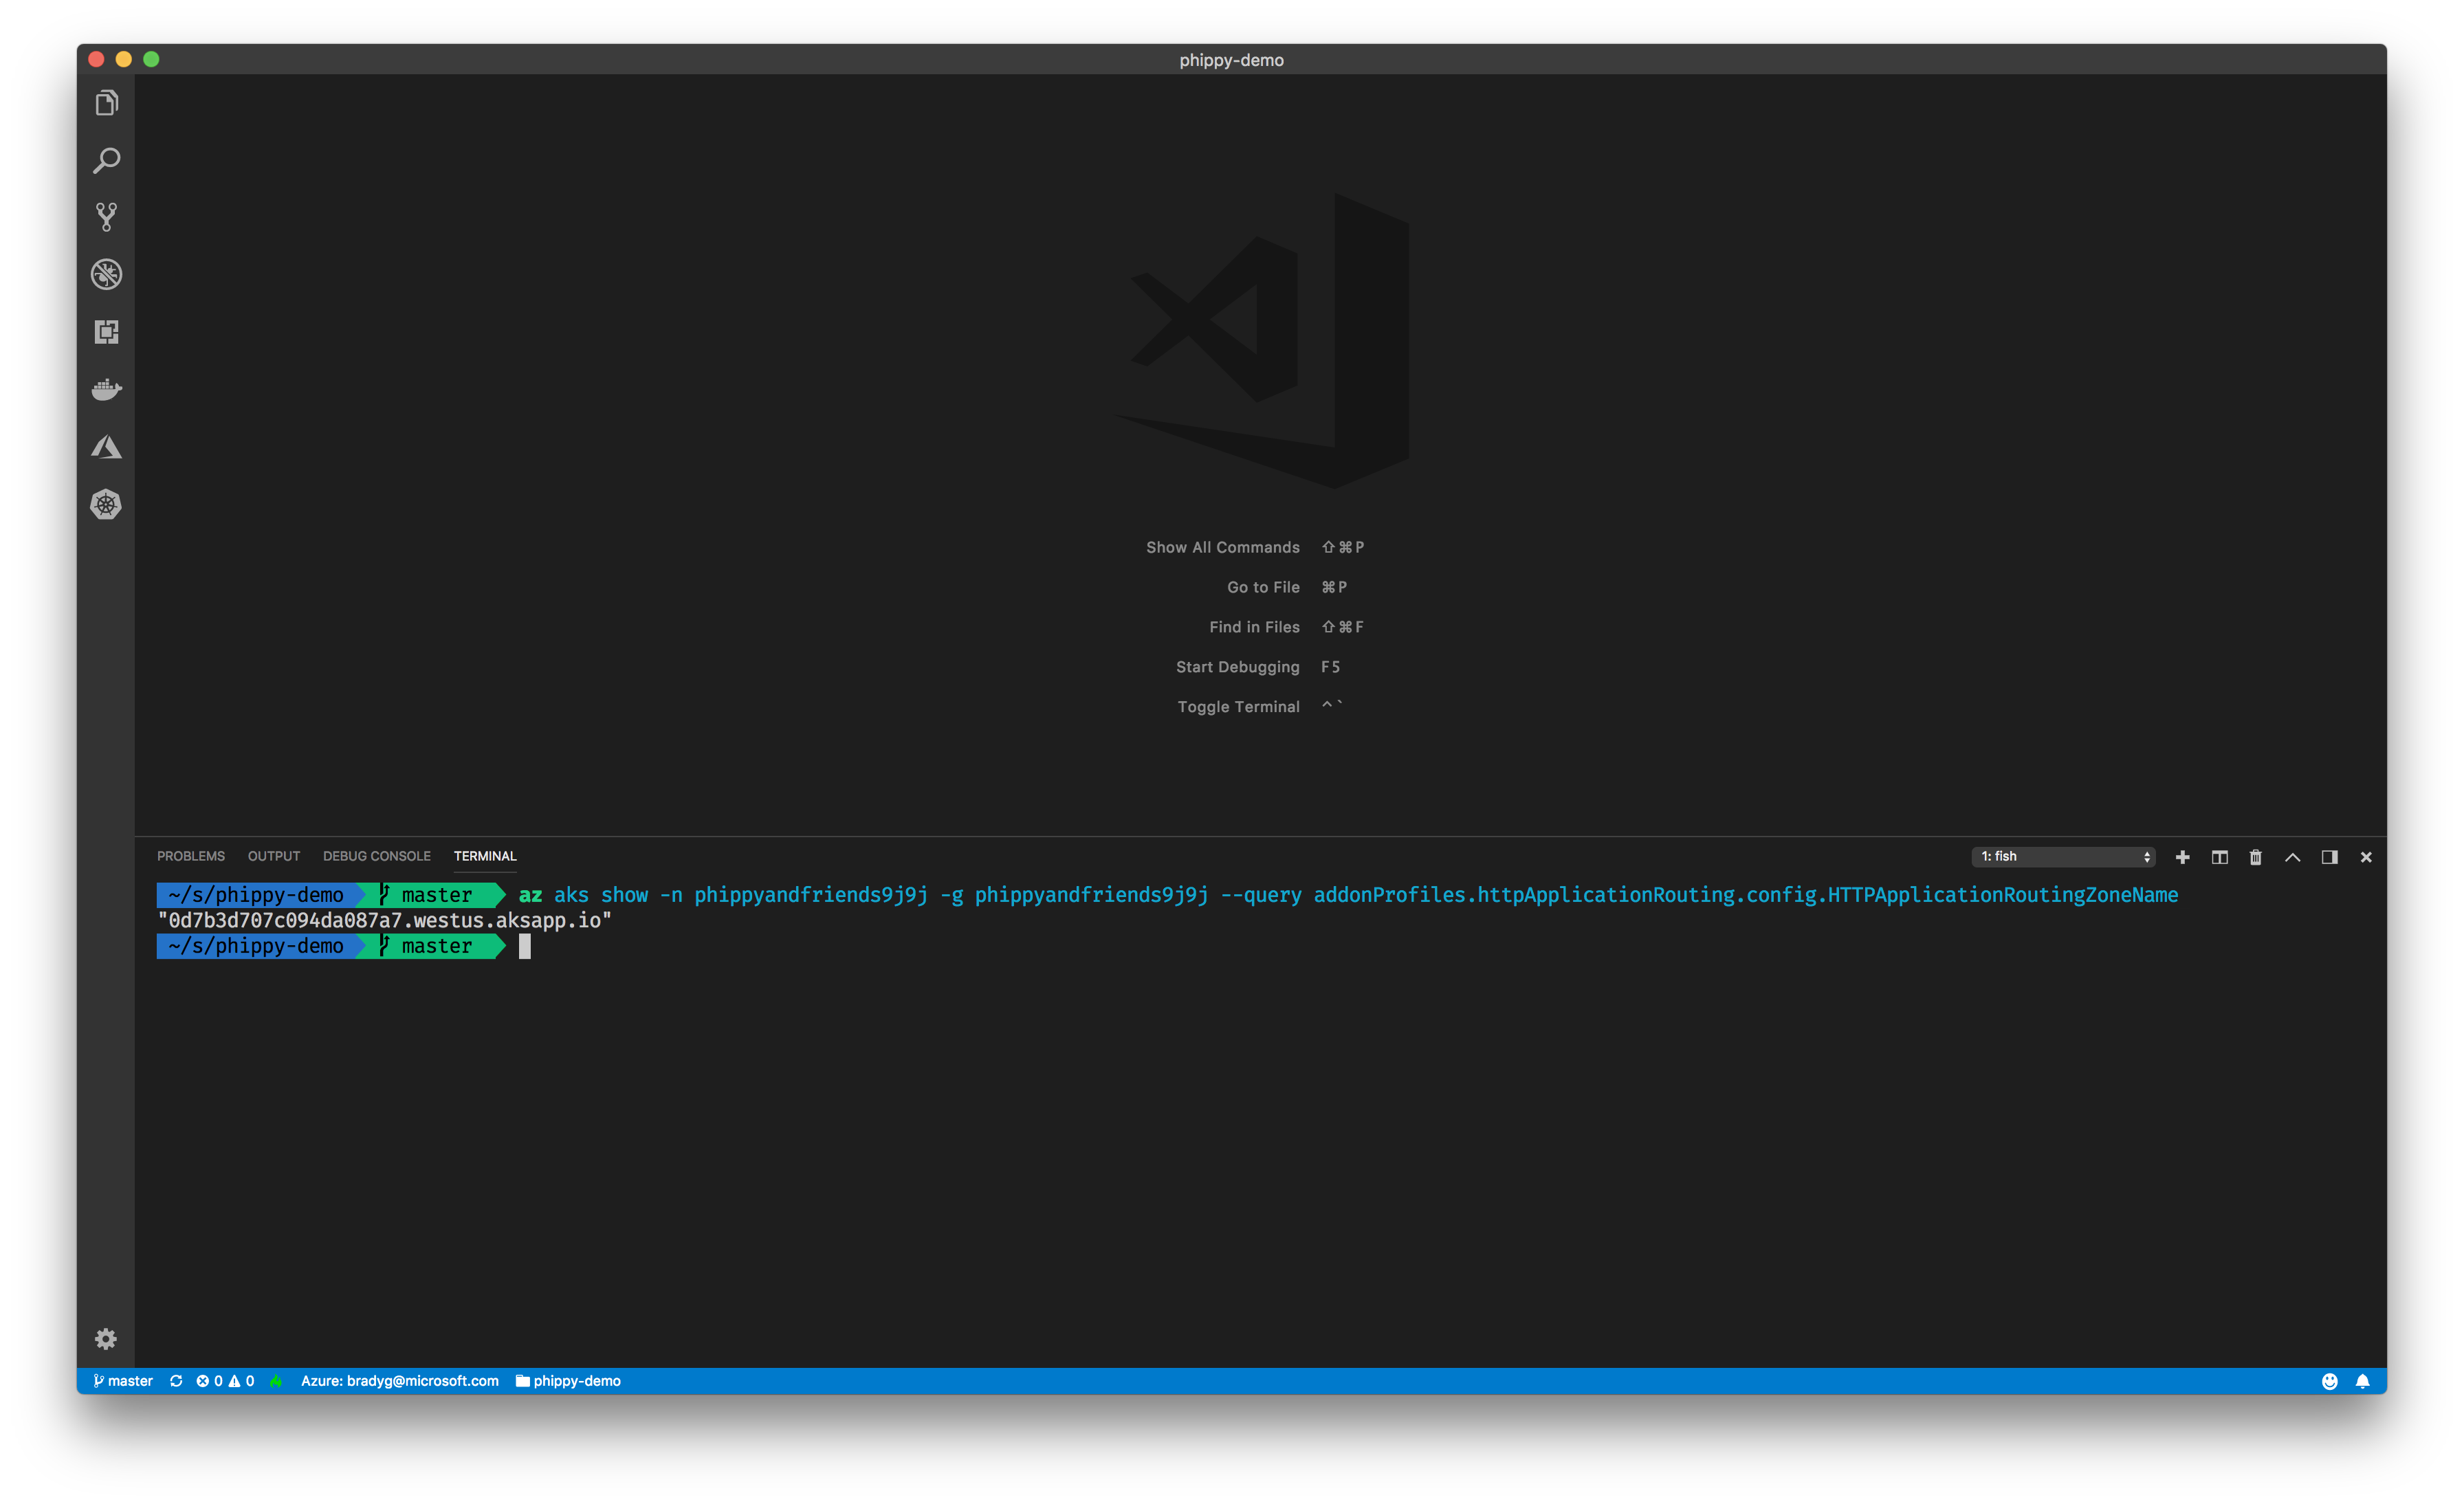 phippy-demo
Show All Commands ⇧⌘P
Go to File ⌘P
Find in Files ⇧⌘F
Start Debugging F5
Toggle Terminal ^`
PROBLEMS OUTPUT DEBUG CONSOLE TERMINAL 1: fish
~/s/phippy-demo master az aks show -n phippyandfriends9j9j -g phippyandfriends9j9j --query addonProfiles.httpApplicationRouting.config.HTTPApplicationRoutingZoneName
"0d7b3d707c094da087a7.westus.aksapp.io"
~/s/phippy-demo master
master 0 0 Azure: bradyg@microsoft.com phippy-demo